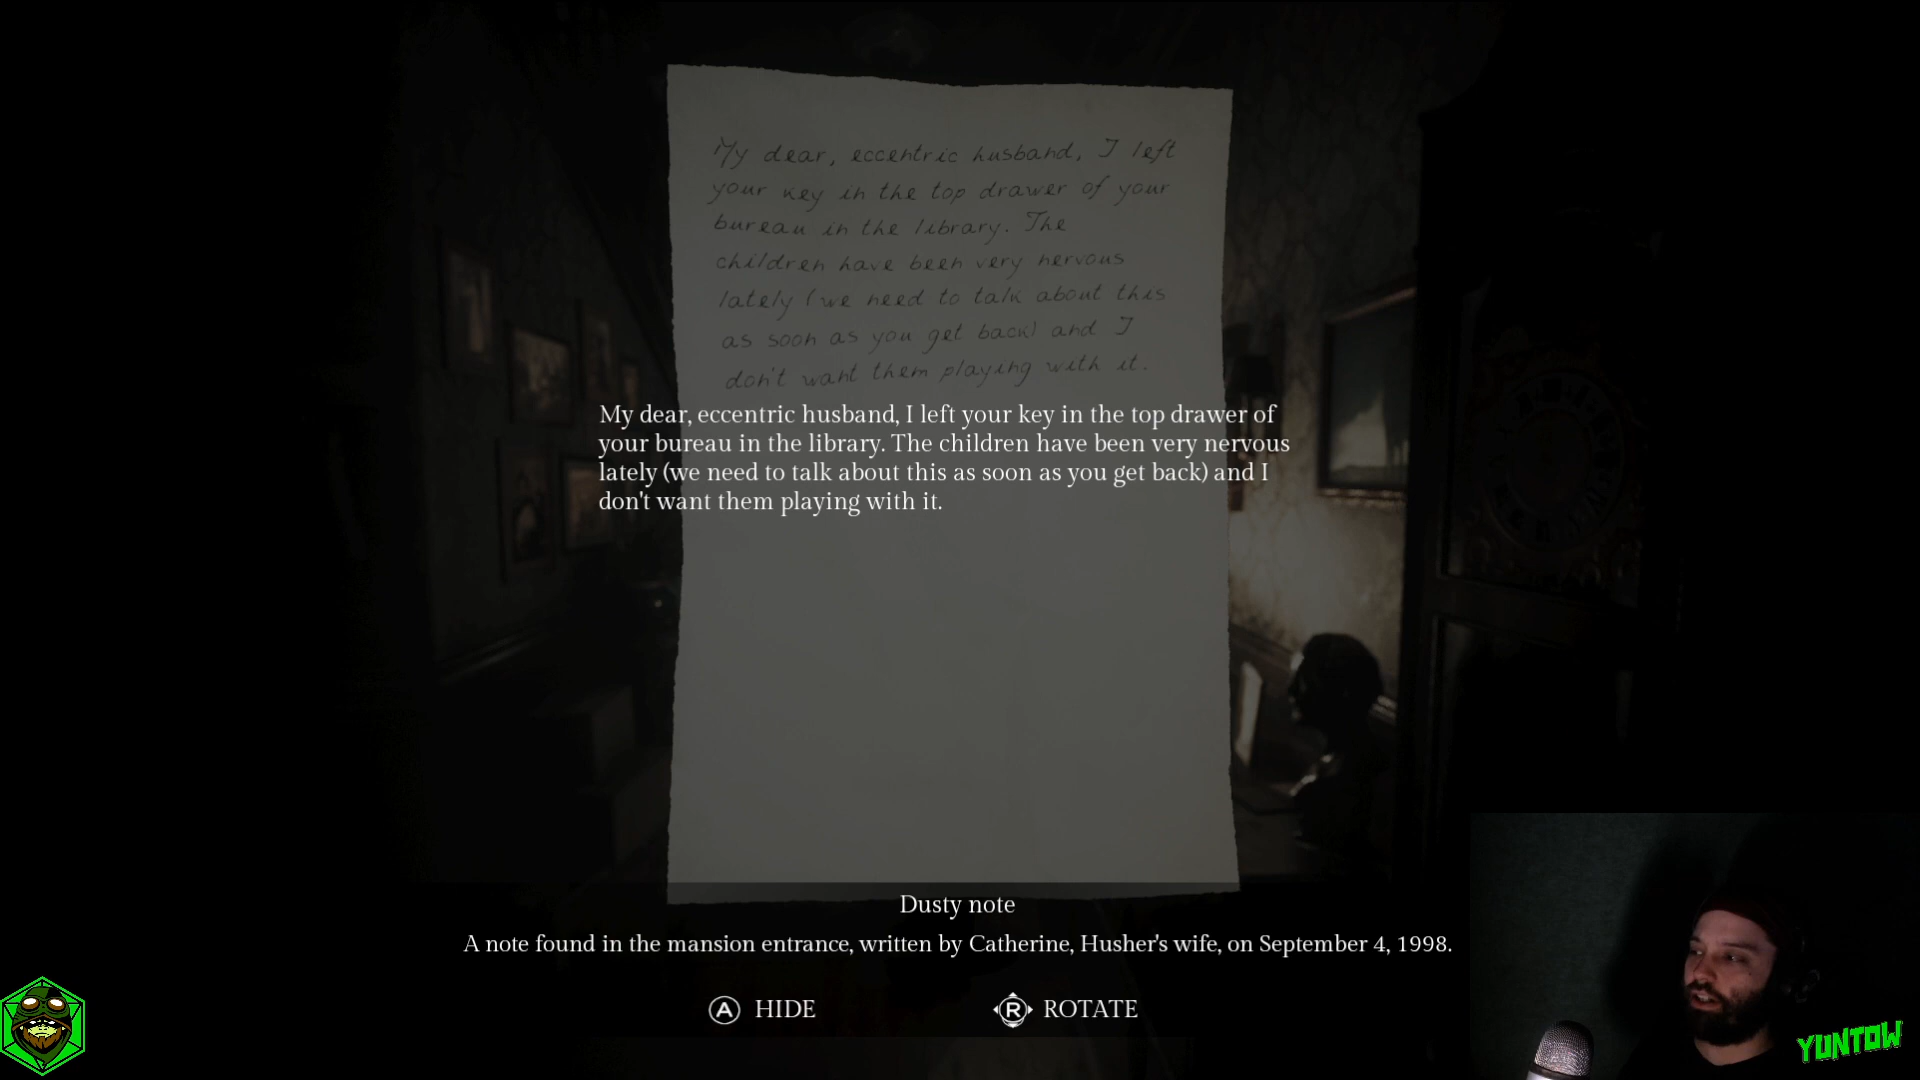 My dear, eccentric husband, I left
your key in the top drawer of your
bureau in the library. The
children have been very nervous
lately (we need to talk about this
as soon as you get back) and I
don't want them playing with it.
My dear, eccentric husband, I left your key in the top drawer of
your bureau in the library. The children have been very nervous
lately (we need to talk about this as soon as you get back) and I
don't want them playing with it.
Dusty note
A note found in the mansion entrance, written by Catherine, Husher's wife, on September 4, 1998.
A HIDE
R ROTATE
YUNTOW